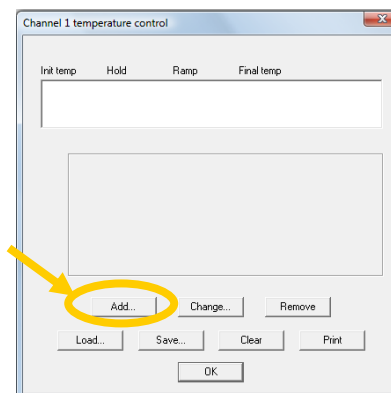 Channel 1 temperature control
Init temp Hold Ramp Final temp
Add... Change... Remove
Load... Save... Clear Print
OK